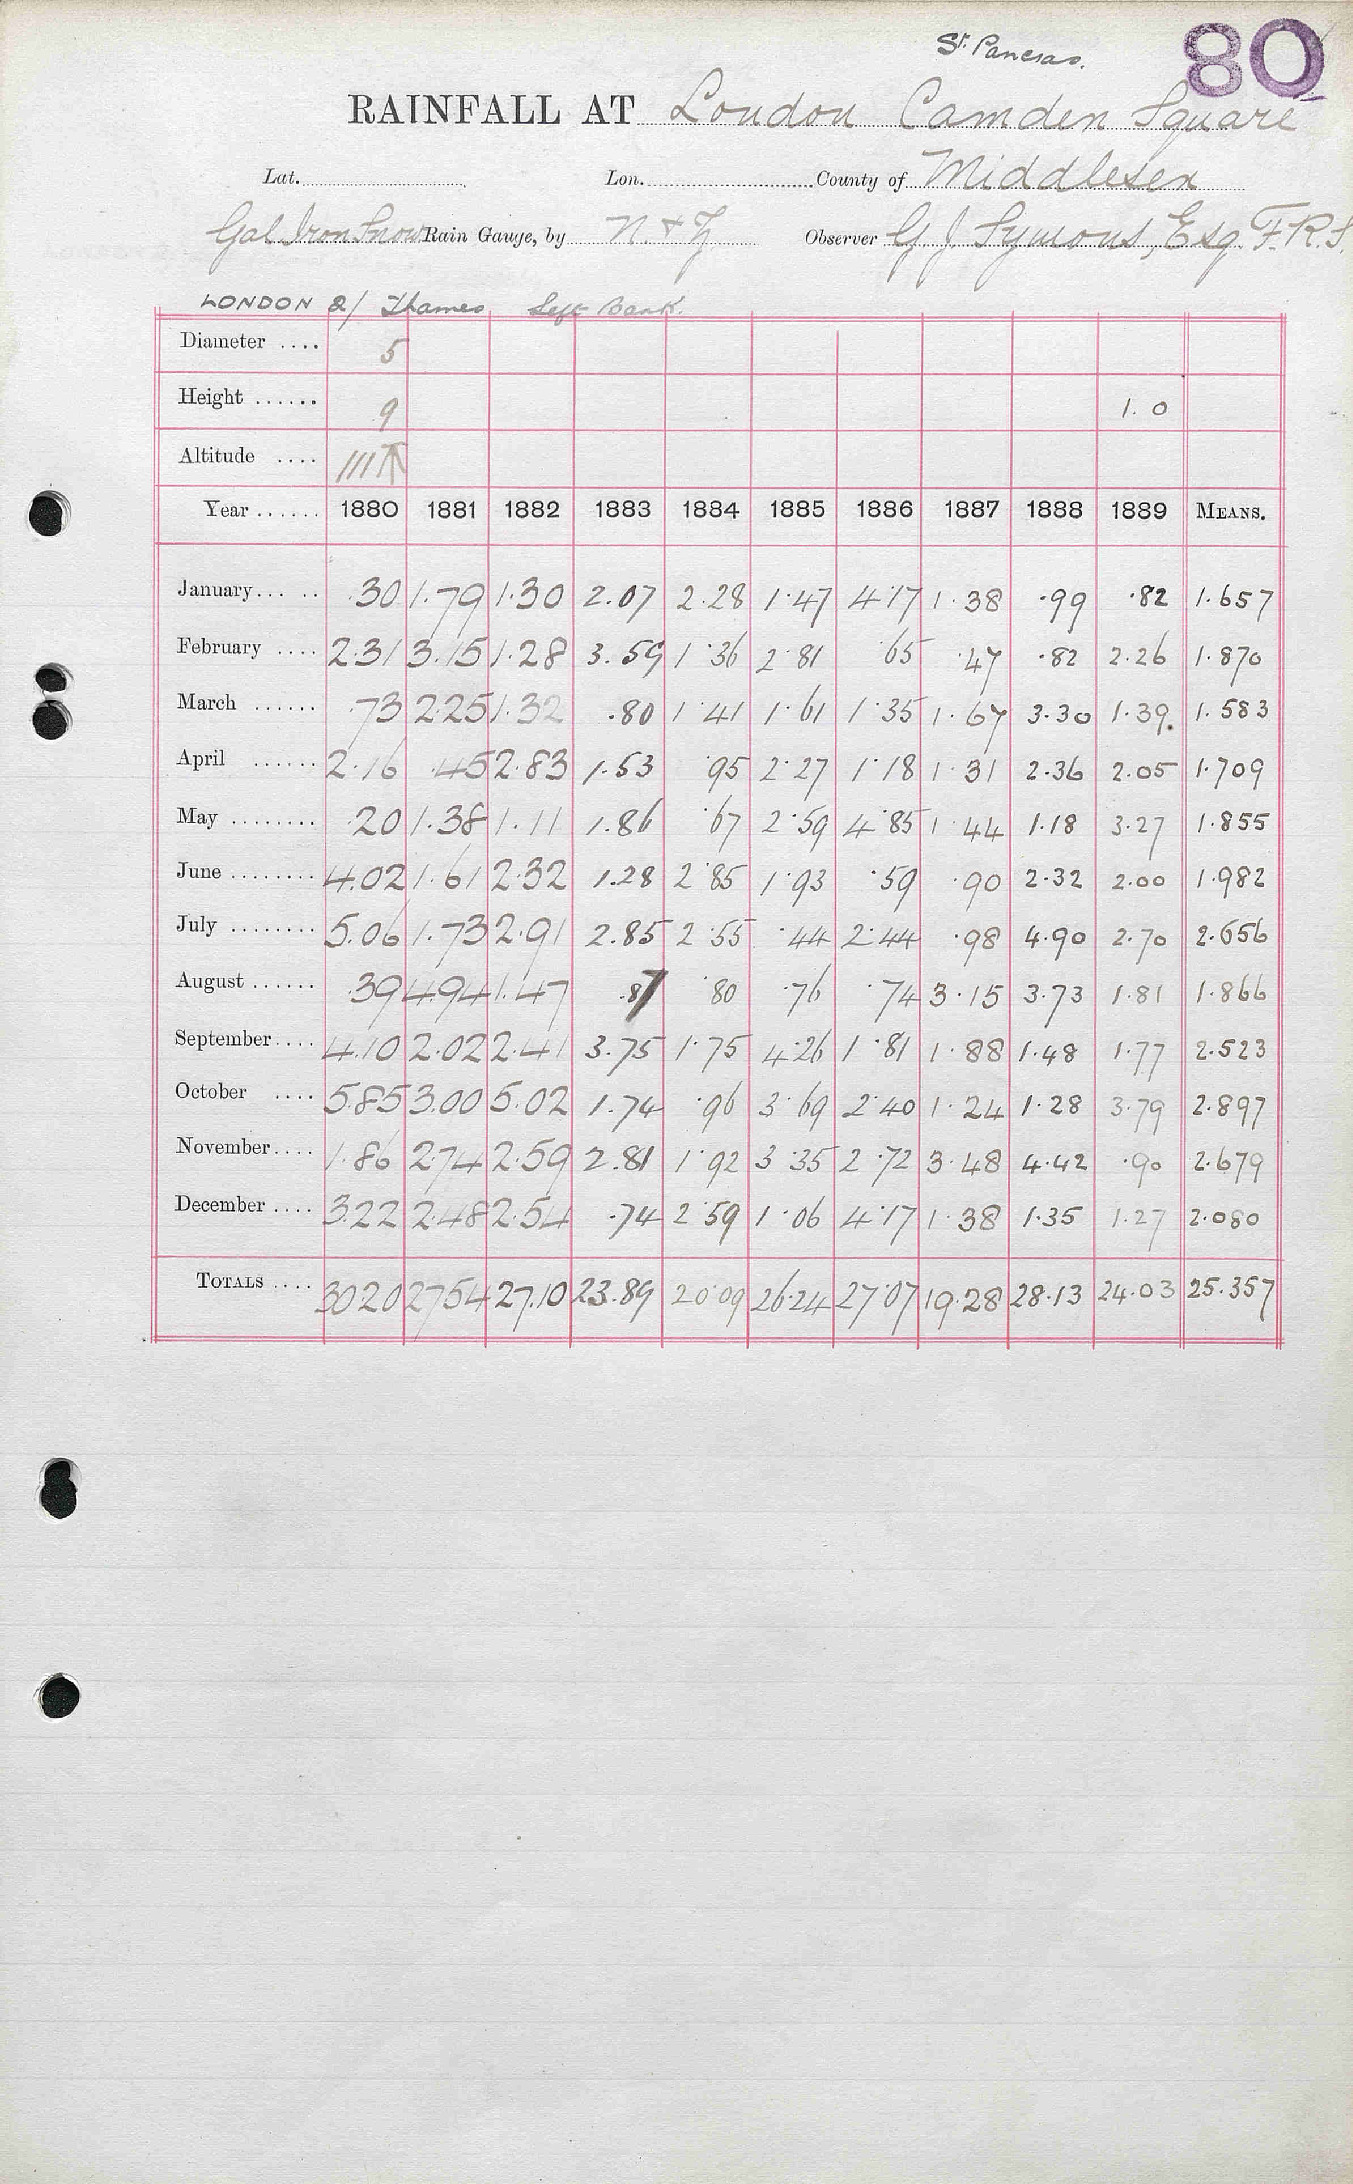 St. Pancras. 80
RAINFALL AT London Camden Square
Lat. Lon. County of Middlesex
Gal Iron Snow Rain Gauge, by N. & Z Observer G J Symons, Esq. F.R.S.
LONDON 2/ Thames Left Bank.
Diameter .... 5
Height ...... 9 1.0
Altitude .... 111 T
Year ...... 1880 1881 1882 1883 1884 1885 1886 1887 1888 1889 MEANS.
January... .. .30 1.79 1.30 2.07 2.28 1.47 4.17 1.38 .99 .82 1.657
February .... 2.31 3.15 1.28 3.59 1.36 2.81 .65 .47 .82 2.26 1.870
March ...... .73 2.25 1.32 .80 1.41 1.61 1.35 1.67 3.30 1.39. 1.583
April ...... 2.16 .45 2.83 1.53 .95 2.27 1.18 1.31 2.36 2.05 1.709
May ........ .20 1.38 1.11 1.86 .67 2.59 4.85 1.44 1.18 3.27 1.855
June ........ 4.02 1.61 2.32 1.28 2.85 1.93 .59 .90 2.32 2.00 1.982
July ........ 5.06 1.73 2.91 2.85 2.55 .44 2.44 .98 4.90 2.70 2.656
August ...... .39 4.94 1.47 .87 .80 .76 .74 3.15 3.73 1.81 1.866
September.... 4.10 2.02 2.41 3.75 1.75 4.26 1.81 1.88 1.48 1.77 2.523
October .... 5.85 3.00 5.02 1.74 .96 3.69 2.40 1.24 1.28 3.79 2.897
November.... 1.86 2.74 2.59 2.81 1.92 3.35 2.72 3.48 4.42 .90 2.679
December .... 3.22 2.48 2.54 .74 2.59 1.06 4.17 1.38 1.35 1.27 2.080
TOTALS .... 30.20 27.54 27.10 23.89 20.09 26.24 27.07 19.28 28.13 24.03 25.357